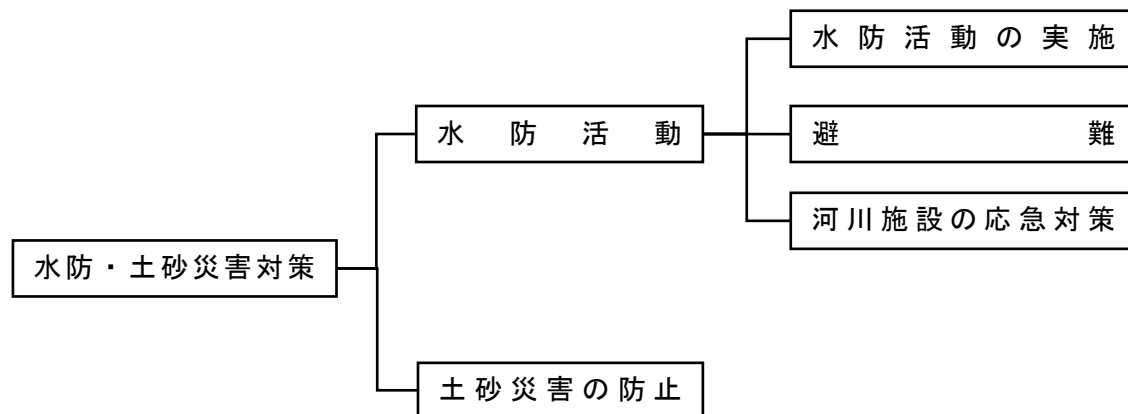 水防活動の実施
水防活動
避難
河川施設の応急対策
水防・土砂災害対策
土砂災害の防止